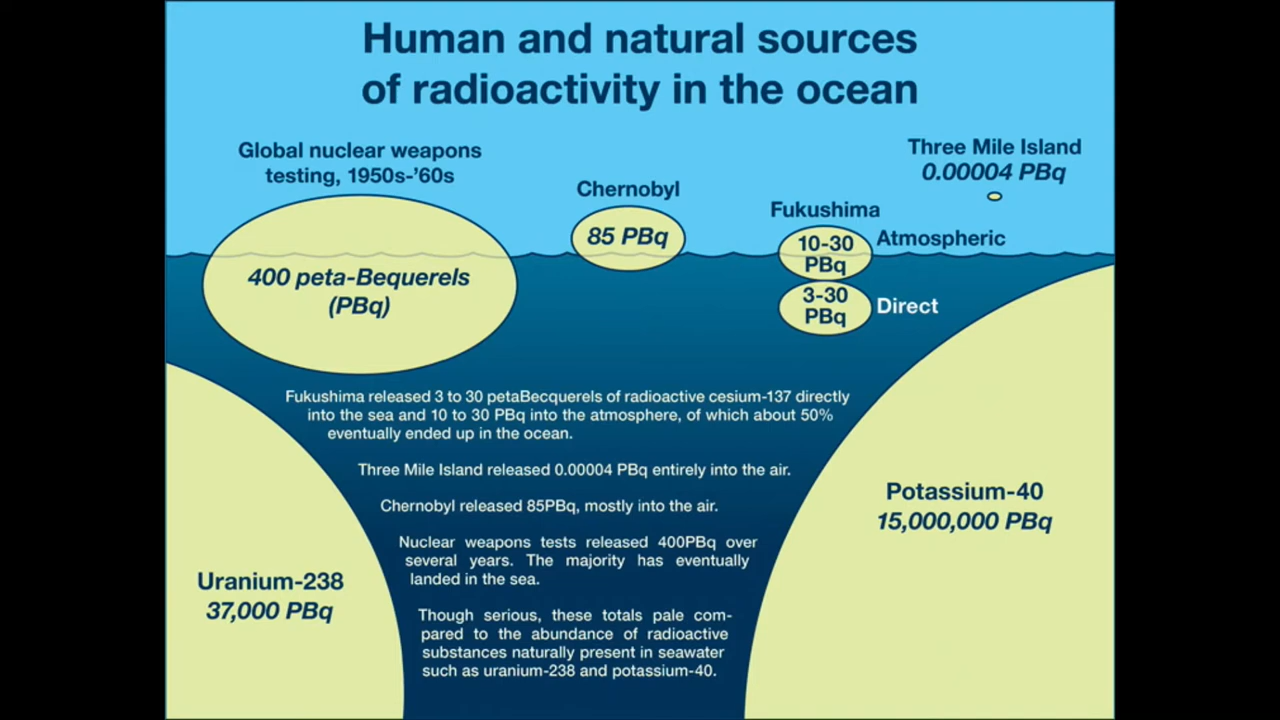 Human and natural sources
of radioactivity in the ocean
Global nuclear weapons
testing, 1950s-’60s
400 peta-Bequerels
(PBq)
Chernobyl
85 PBq
Fukushima
10-30
PBq
Atmospheric
3-30
PBq
Direct
Three Mile Island
0.00004 PBq
Fukushima released 3 to 30 petaBecquerels of radioactive cesium-137 directly
into the sea and 10 to 30 PBq into the atmosphere, of which about 50%
eventually ended up in the ocean.
Three Mile Island released 0.00004 PBq entirely into the air.
Chernobyl released 85PBq, mostly into the air.
Nuclear weapons tests released 400PBq over
several years. The majority has eventually
landed in the sea.
Though serious, these totals pale com-
pared to the abundance of radioactive
substances naturally present in seawater
such as uranium-238 and potassium-40.
Uranium-238
37,000 PBq
Potassium-40
15,000,000 PBq